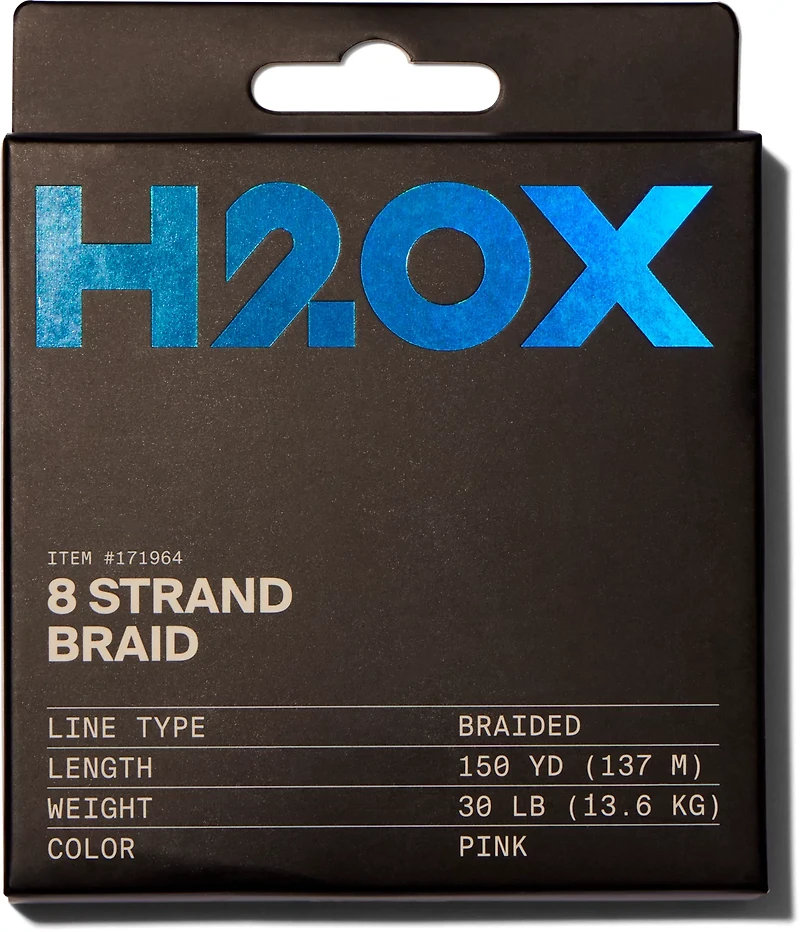 H2OX
ITEM #171964
8 STRAND
BRAID
LINE TYPE BRAIDED
LENGTH 150 YD (137 M)
WEIGHT 30 LB (13.6 KG)
COLOR PINK